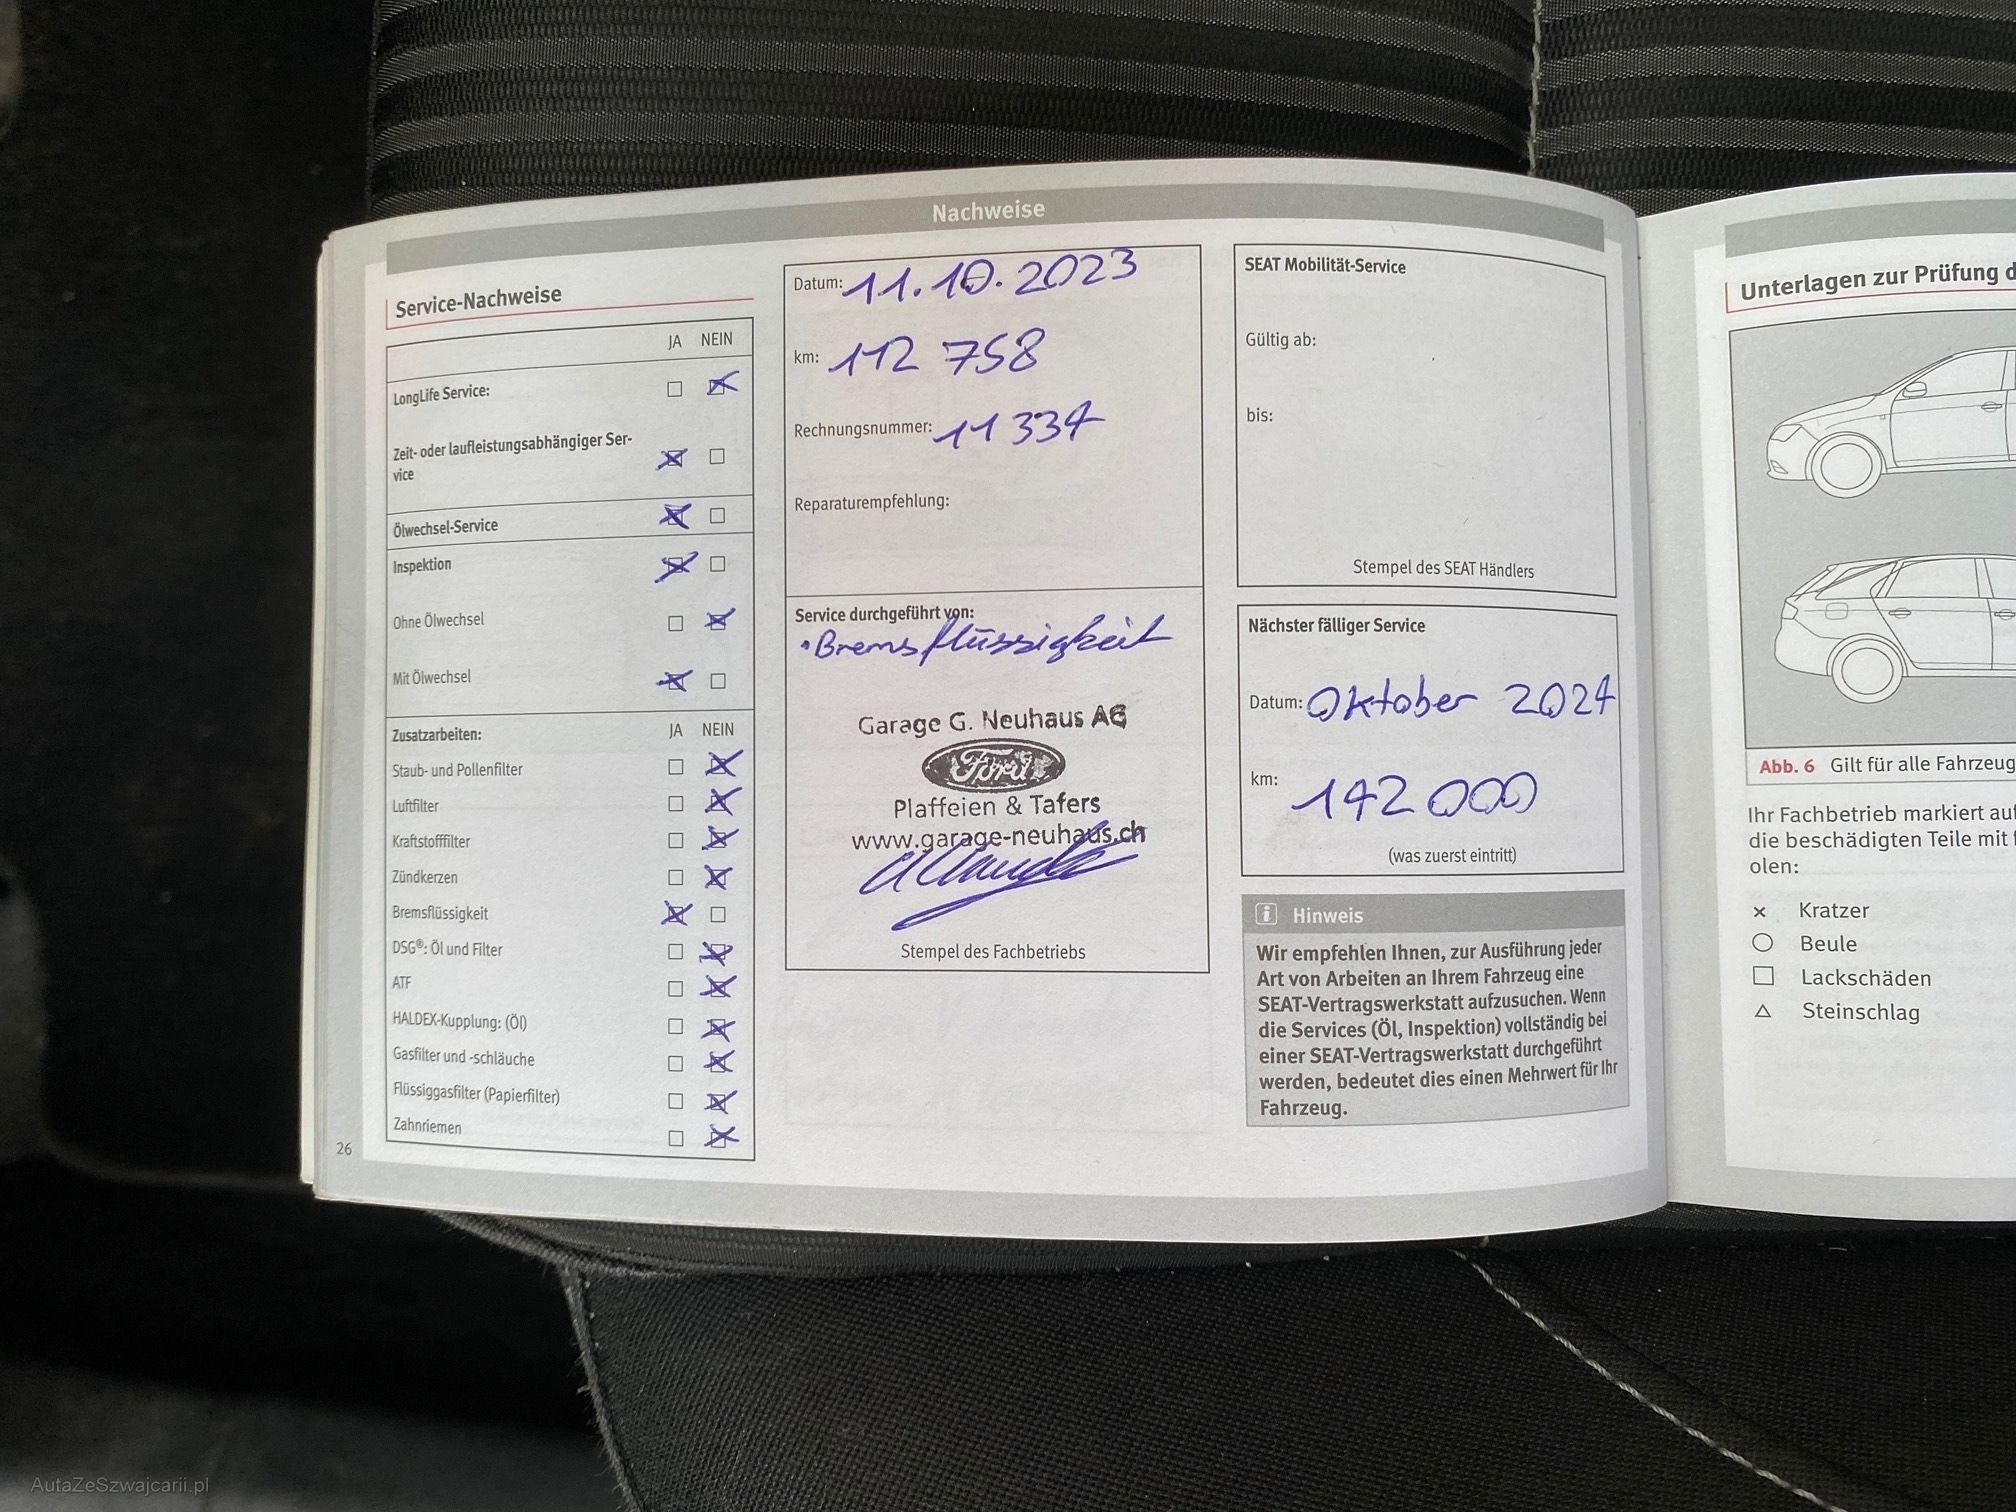 Nachweise
Service-Nachweise
JA NEIN
LongLife Service:
Zeit- oder laufleistungsabhängiger Ser-
vice
Ölwechsel-Service
Inspektion
Ohne Ölwechsel
Mit Ölwechsel
Zusatzarbeiten: JA NEIN
Staub- und Pollenfilter
Luftfilter
Kraftstofffilter
Zündkerzen
Bremsflüssigkeit
DSG®: Öl und Filter
ATF
HALDEX-Kupplung: (Öl)
Gasfilter und -schläuche
Flüssiggasfilter (Papierfilter)
Zahnriemen
26
Datum: 11.10.2023
km: 112 758
Rechnungsnummer: 11 334
Reparaturempfehlung:
Service durchgeführt von:
• Bremsflüssigkeit
Garage G. Neuhaus AG
Ford
Plaffeien & Tafers
www.garage-neuhaus.ch
Stempel des Fachbetriebs
SEAT Mobilität-Service
Gültig ab:
bis:
Stempel des SEAT Händlers
Nächster fälliger Service
Datum: Oktober 2024
km: 142 000
(was zuerst eintritt)
i Hinweis
Wir empfehlen Ihnen, zur Ausführung jeder
Art von Arbeiten an Ihrem Fahrzeug eine
SEAT-Vertragswerkstatt aufzusuchen. Wenn
die Services (Öl, Inspektion) vollständig bei
einer SEAT-Vertragswerkstatt durchgeführt
werden, bedeutet dies einen Mehrwert für Ihr
Fahrzeug.
Unterlagen zur Prüfung d
Abb. 6 Gilt für alle Fahrzeug
Ihr Fachbetrieb markiert auf
die beschädigten Teile mit
olen:
Kratzer
Beule
Lackschäden
Steinschlag
AutaZeSzwajcarii.pl